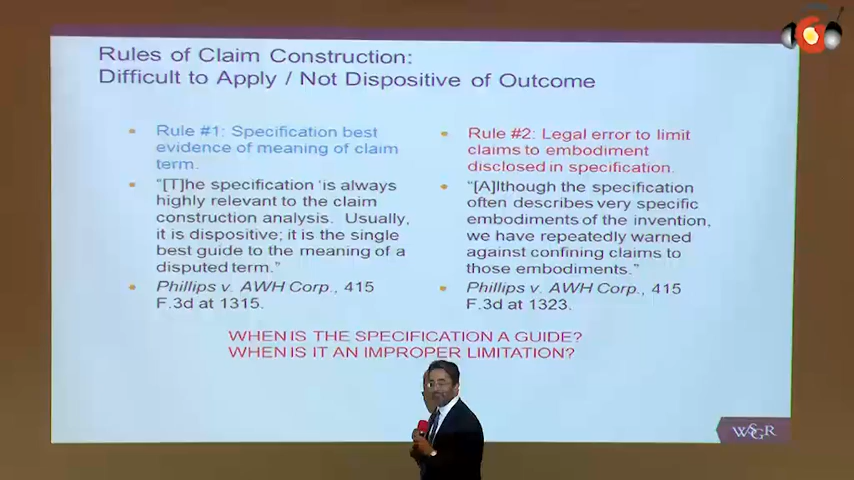 Rules of Claim Construction:
Difficult to Apply / Not Dispositive of Outcome
• Rule #1: Specification best
evidence of meaning of claim
term.
• “[T]he specification ‘is always
highly relevant to the claim
construction analysis. Usually,
it is dispositive; it is the single
best guide to the meaning of a
disputed term.”
• Phillips v. AWH Corp., 415
F.3d at 1315.
• Rule #2: Legal error to limit
claims to embodiment
disclosed in specification.
• “[A]lthough the specification
often describes very specific
embodiments of the invention,
we have repeatedly warned
against confining claims to
those embodiments.”
• Phillips v. AWH Corp., 415
F.3d at 1323.
WHEN IS THE SPECIFICATION A GUIDE?
WHEN IS IT AN IMPROPER LIMITATION?
WSGR
6